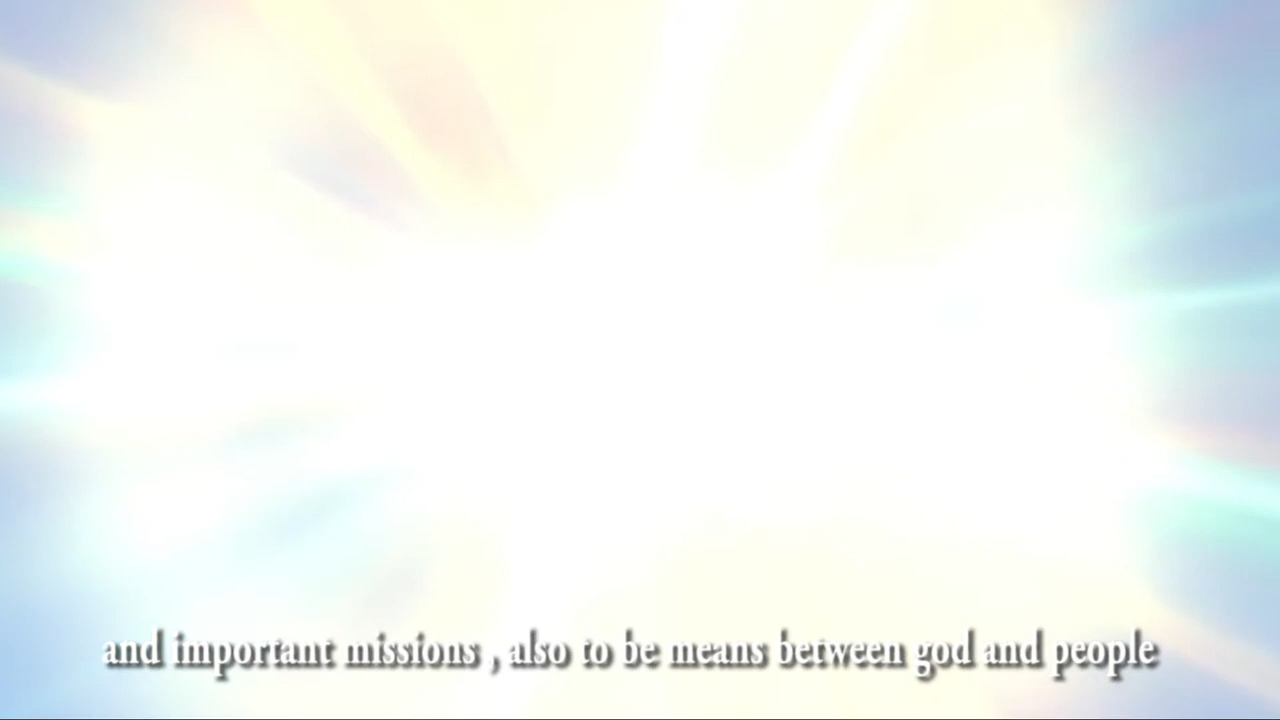 and important missions , also to be means between god and people